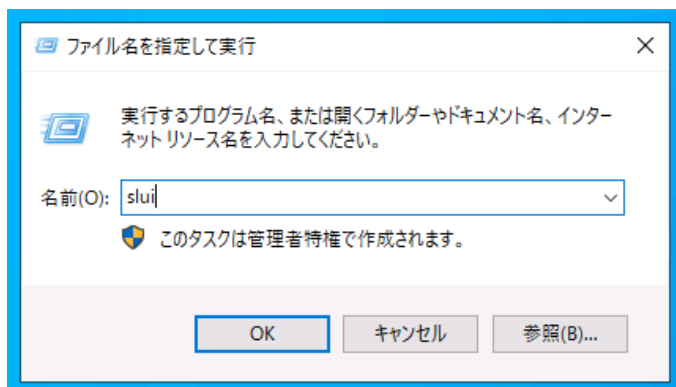 ファイル名を指定して実行
実行するプログラム名、または開くフォルダーやドキュメント名、インター
ネット リソース名を入力してください。
名前(O): slui
このタスクは管理者特権で作成されます。
OK キャンセル 参照(B)...